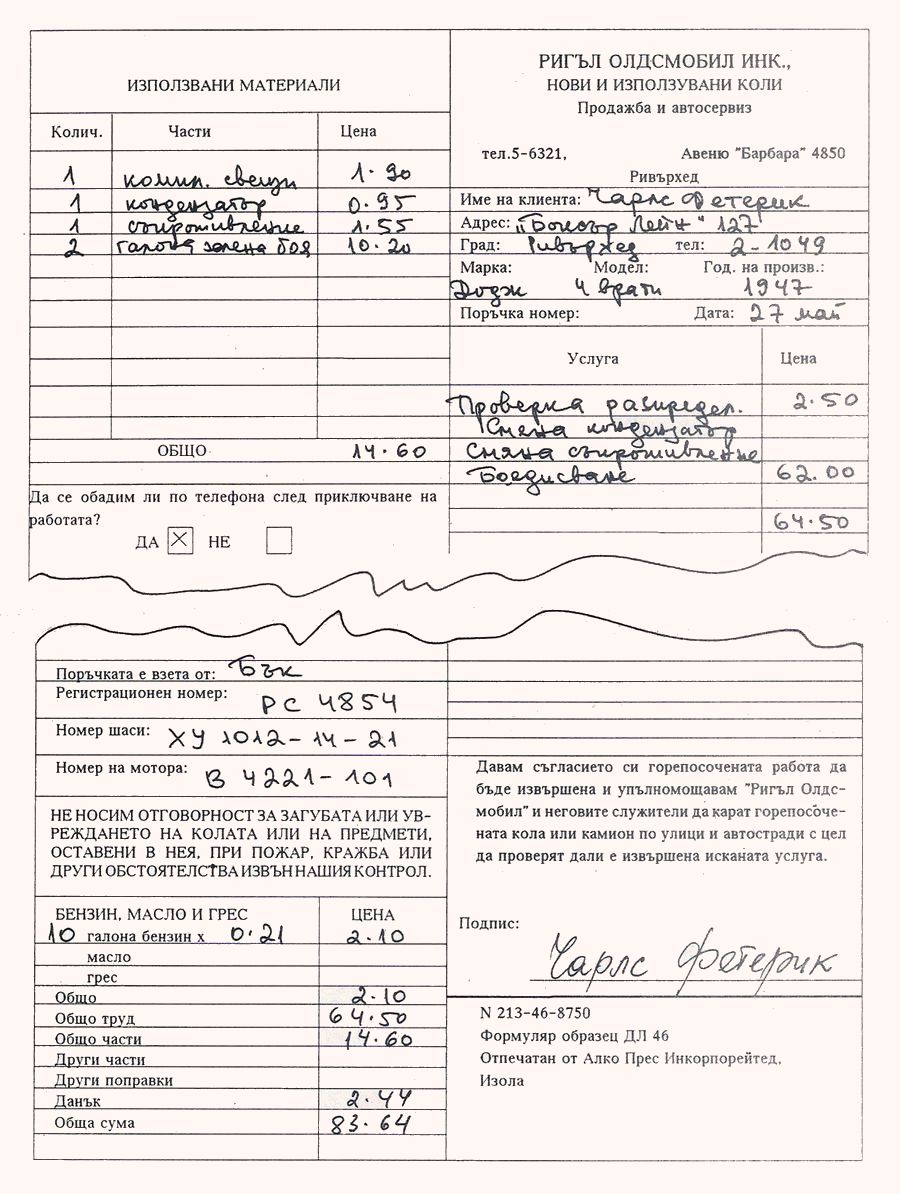 ИЗПОЛЗВАНИ МАТЕРИАЛИ
Колич. Части Цена
1 компл. свещи 1.90
1 кондензатор 0.95
1 съпротивление 1.55
2 галона зелена боя 10.20
ОБЩО 14.60
Да се обадим ли по телефона след приключване на
работата?
ДА X НЕ
РИГЪЛ ОЛДСМОБИЛ ИНК.,
НОВИ И ИЗПОЛЗУВАНИ КОЛИ
Продажба и автосервиз
тел.5-6321, Авеню "Барбара" 4850
Ривърхед
Име на клиента: Чарлс Фетерик
Адрес: "Боксър Лейн" 127
Град: Ривърхед тел: 2-1049
Марка: Модел: Год. на произв.:
Додж 4 врати 1947
Поръчка номер: Дата: 27 май
Услуга Цена
Проверка разпредел. 2.50
Смяна кондензатор
Смяна съпротивление
Боедисване 62.00
64.50
Поръчката е взета от: Бък
Регистрационен номер: РС 4854
Номер шаси: ХУ 1012-14-21
Номер на мотора: В 4221-101
НЕ НОСИМ ОТГОВОРНОСТ ЗА ЗАГУБАТА ИЛИ УВ-
РЕЖДАНЕТО НА КОЛАТА ИЛИ НА ПРЕДМЕТИ,
ОСТАВЕНИ В НЕЯ, ПРИ ПОЖАР, КРАЖБА ИЛИ
ДРУГИ ОБСТОЯТЕЛСТВА ИЗВЪН НАШИЯ КОНТРОЛ.
БЕНЗИН, МАСЛО И ГРЕС ЦЕНА
10 галона бензин х 0.21 2.10
масло
грес
Общо 2.10
Общо труд 64.50
Общо части 14.60
Други части
Други поправки
Данък 2.44
Обща сума 83.64
Давам съгласието си горепосочената работа да
бъде извършена и упълномощавам "Ригъл Олдс-
мобил" и неговите служители да карат горепосоче-
ната кола или камион по улици и автостради с цел
да проверят дали е извършена исканата услуга.
Подпис:
Чарлс Фетерик
N 213-46-8750
Формуляр образец ДЛ 46
Отпечатан от Алко Прес Инкорпорейтед,
Изола